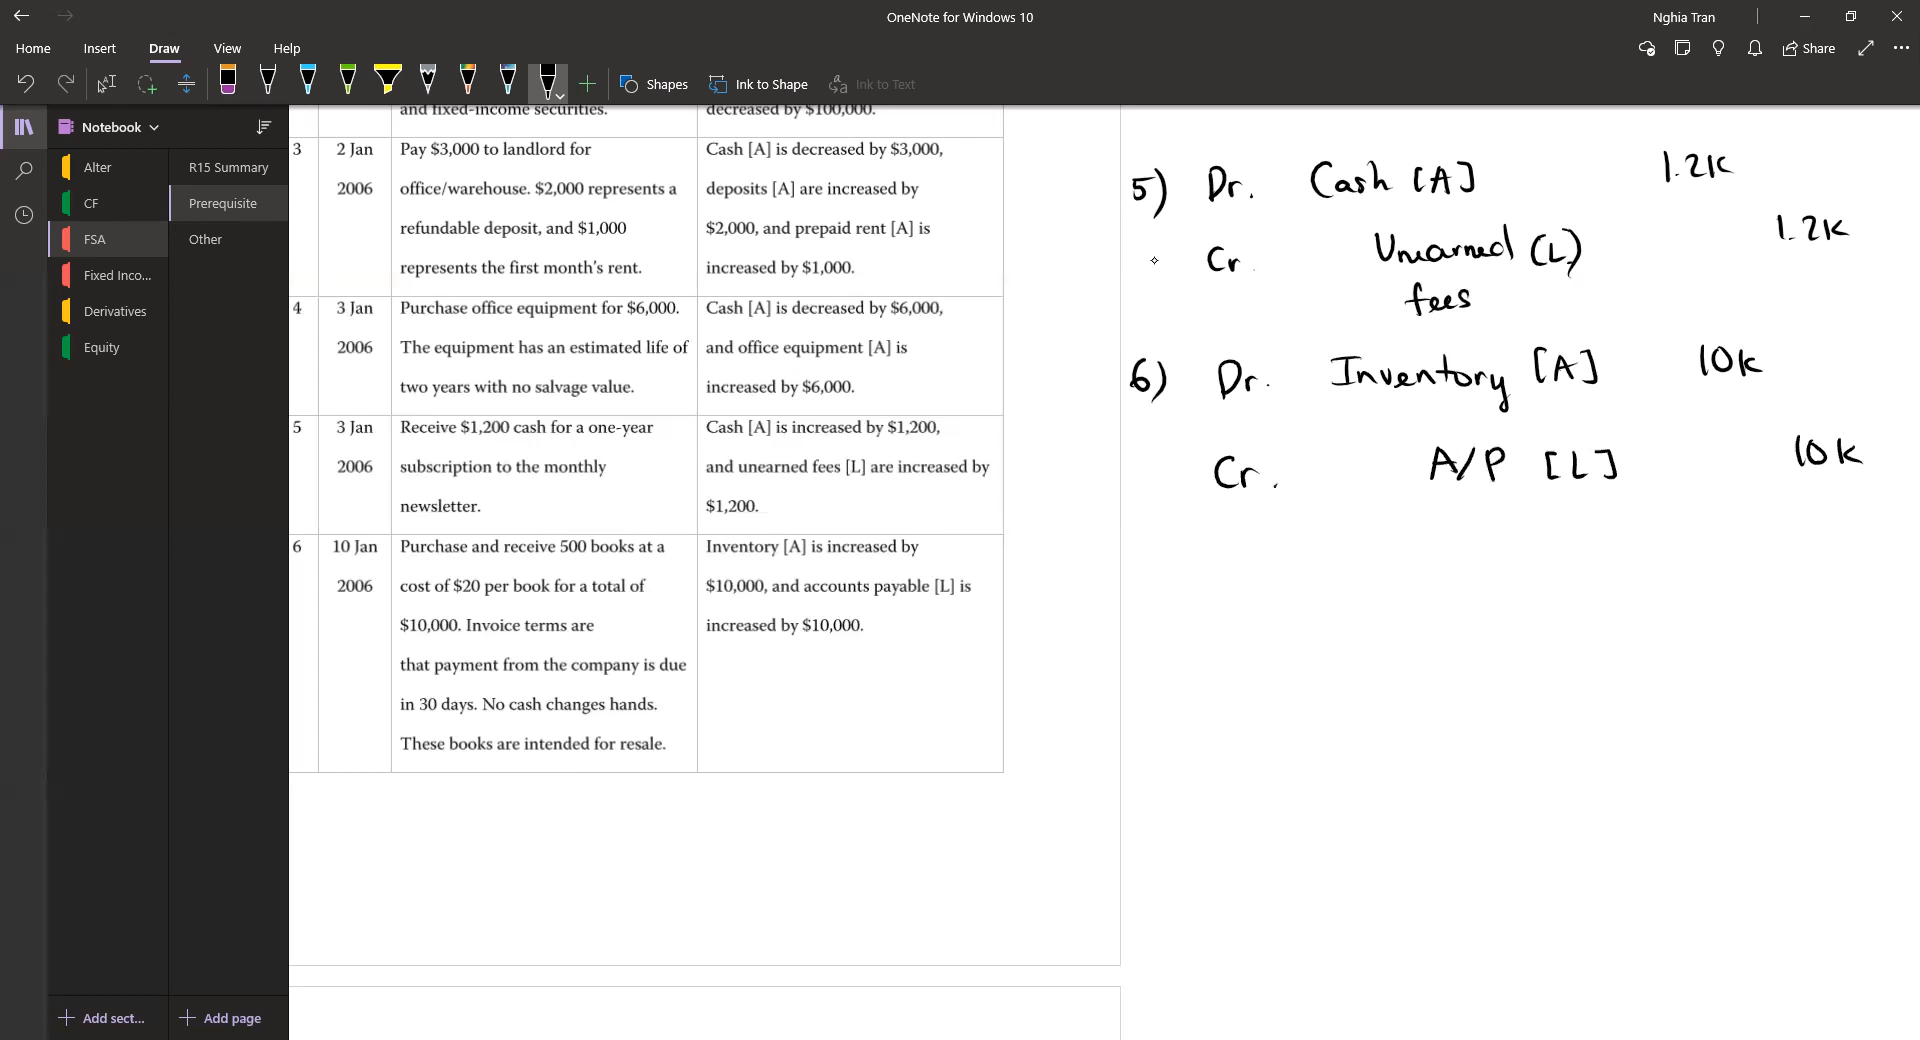 OneNote for Windows 10
Nghia Tran
Home Insert Draw View Help
Share
Shapes Ink to Shape Ink to Text
Notebook
Alter
CF
FSA
Fixed Inco...
Derivatives
Equity
R15 Summary
Prerequisite
Other
Add sect...
Add page
and fixed-income securities.
decreased by $100,000.
3
2 Jan
2006
Pay $3,000 to landlord for
office/warehouse. $2,000 represents a
refundable deposit, and $1,000
represents the first month's rent.
Cash [A] is decreased by $3,000,
deposits [A] are increased by
$2,000, and prepaid rent [A] is
increased by $1,000.
4
3 Jan
2006
Purchase office equipment for $6,000.
The equipment has an estimated life of
two years with no salvage value.
Cash [A] is decreased by $6,000,
and office equipment [A] is
increased by $6,000.
5
3 Jan
2006
Receive $1,200 cash for a one-year
subscription to the monthly
newsletter.
Cash [A] is increased by $1,200,
and unearned fees [L] are increased by
$1,200.
6
10 Jan
2006
Purchase and receive 500 books at a
cost of $20 per book for a total of
$10,000. Invoice terms are
that payment from the company is due
in 30 days. No cash changes hands.
These books are intended for resale.
Inventory [A] is increased by
$10,000, and accounts payable [L] is
increased by $10,000.
5) Dr. Cash [A] 1.2K
Cr. Unearned (L) 1.2K
fees
6) Dr. Inventory [A] 10k
Cr. A/P [L] 10k